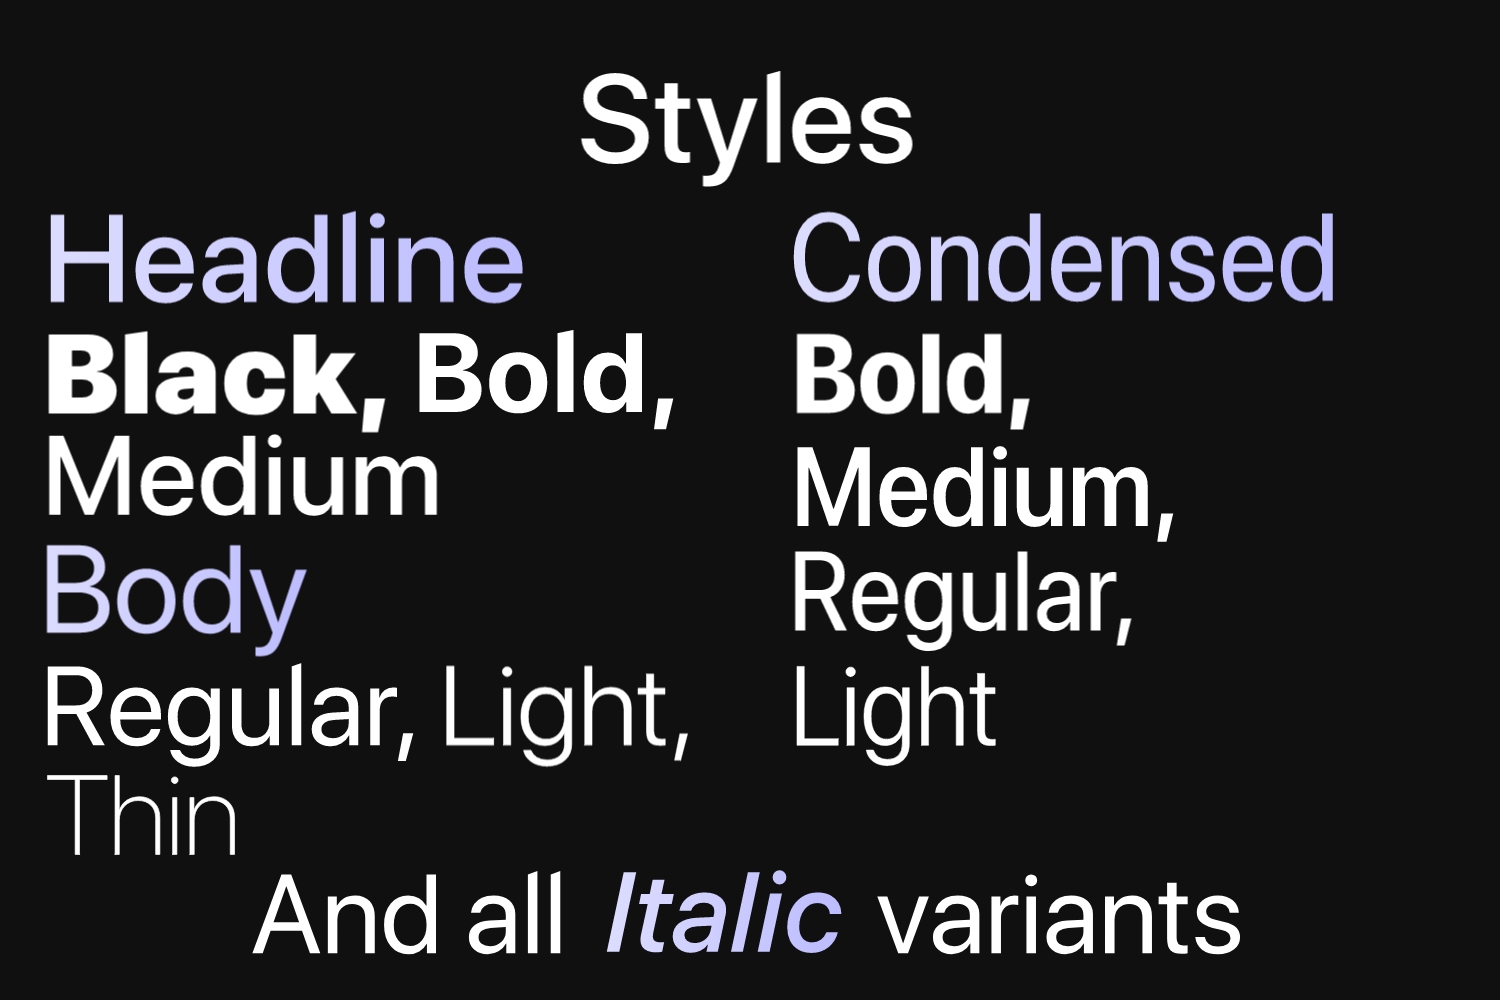 Styles
Headline
Black, Bold,
Medium
Body
Regular, Light,
Thin
Condensed
Bold,
Medium,
Regular,
Light
And all Italic variants